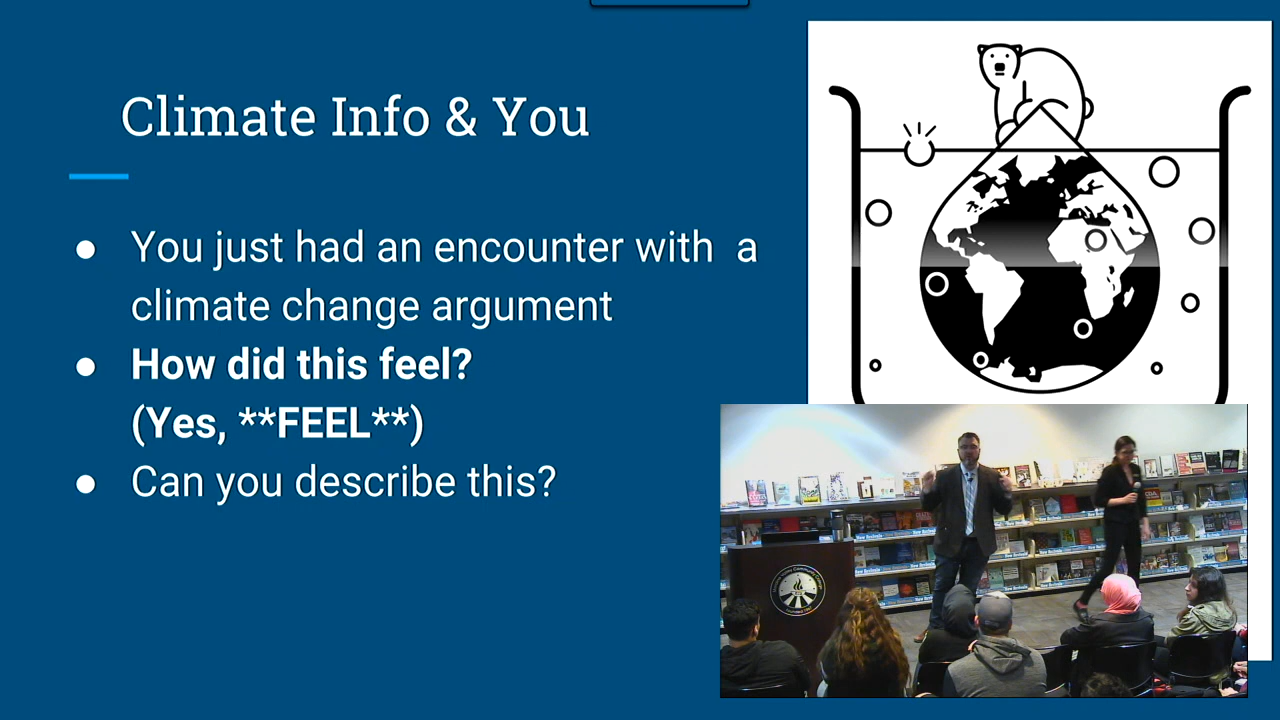 Climate Info & You
● You just had an encounter with a
climate change argument
● How did this feel?
(Yes, **FEEL**)
● Can you describe this?